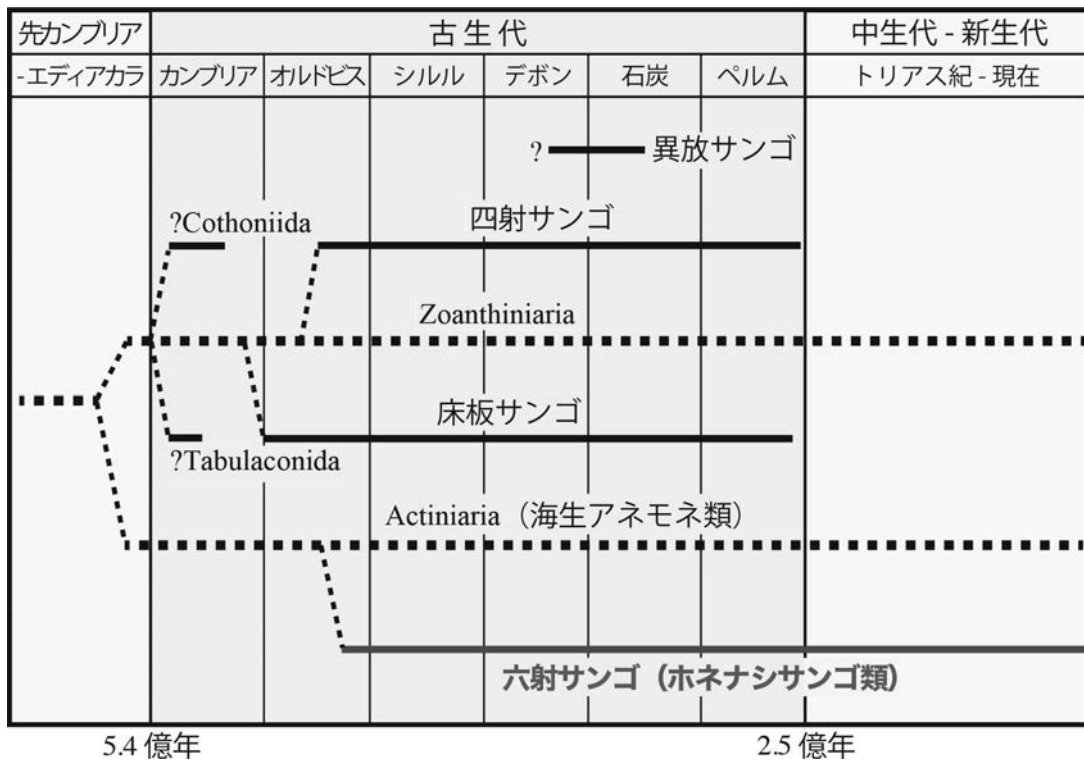 先カンブリア 古生代 中生代 - 新生代
-エディアカラ カンブリア オルドビス シルル デボン 石炭 ペルム トリアス紀 - 現在
? 異放サンゴ
?Cothoniida 四射サンゴ
Zoanthiniaria
床板サンゴ
?Tabulaconida
Actiniaria（海生アネモネ類）
六射サンゴ（ホネナシサンゴ類）
5.4 億年 2.5 億年